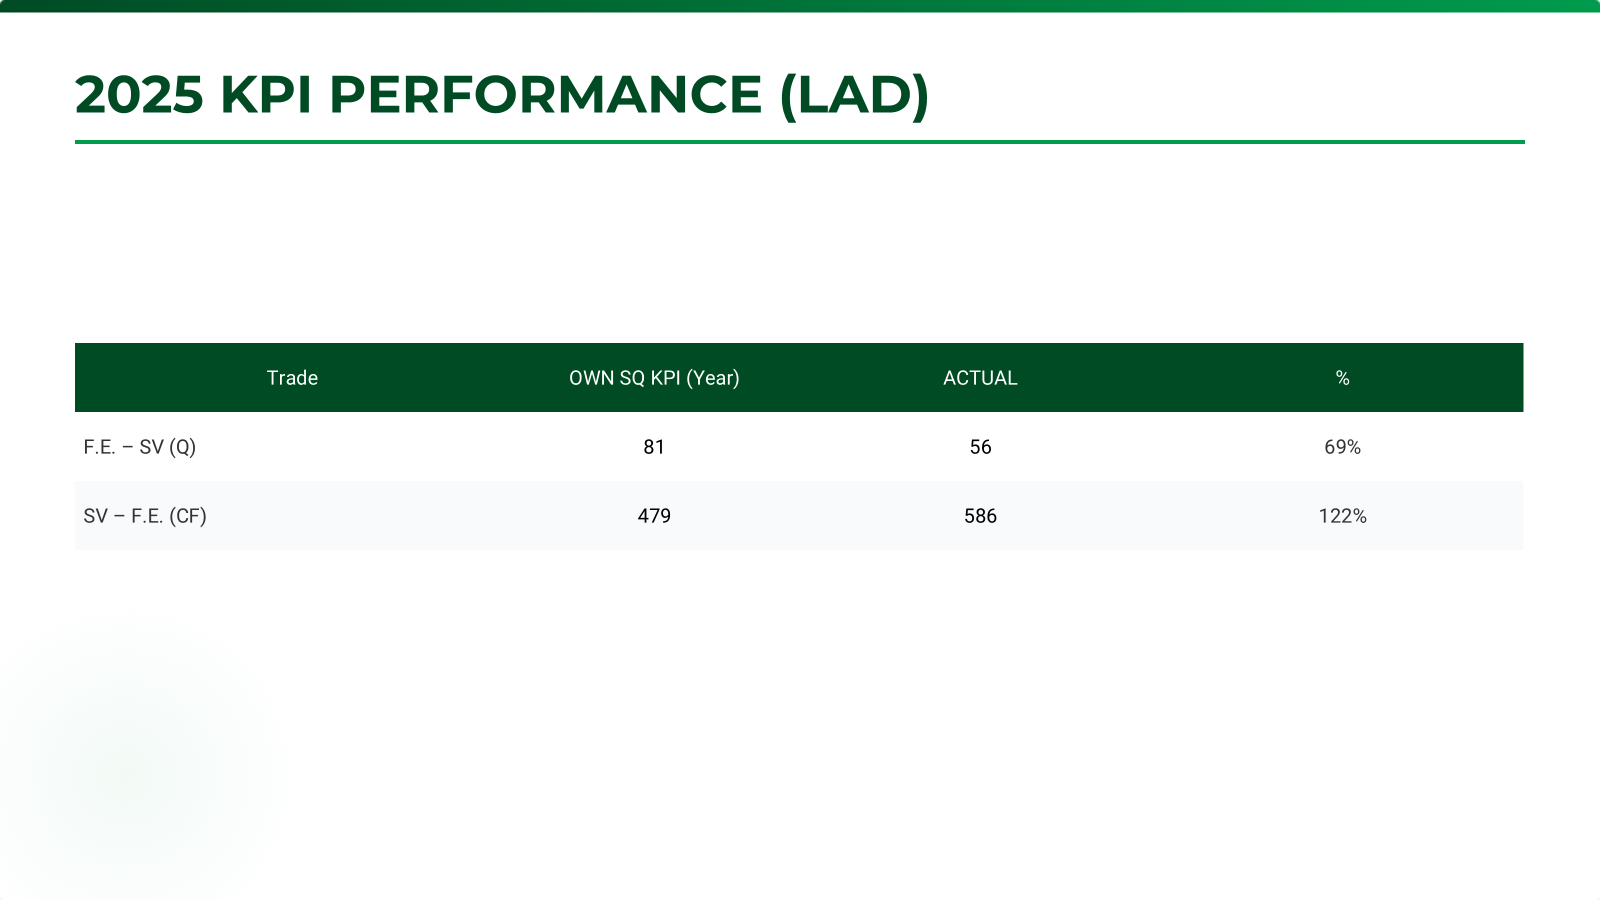 2025 KPI PERFORMANCE (LAD)
Trade OWN SQ KPI (Year) ACTUAL %
F.E. – SV (Q) 81 56 69%
SV – F.E. (CF) 479 586 122%